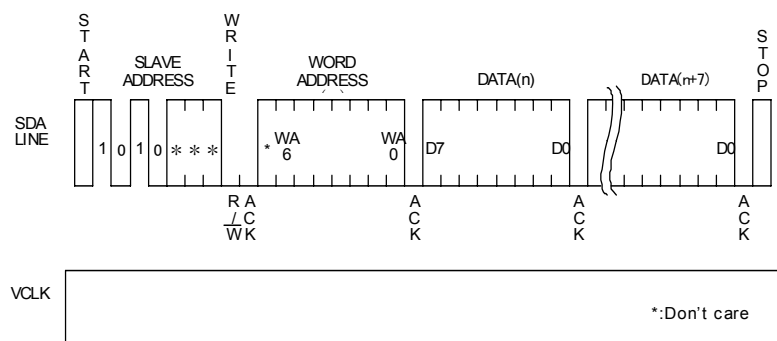 START
SLAVE
ADDRESS
WRITE
WORD
ADDRESS
DATA(n)
DATA(n+7)
STOP
SDA
LINE
1 0 1 0 * * *
* WA
6
WA
0
D7
D0
D0
R
/W
ACK
ACK
ACK
ACK
VCLK
*:Don't care